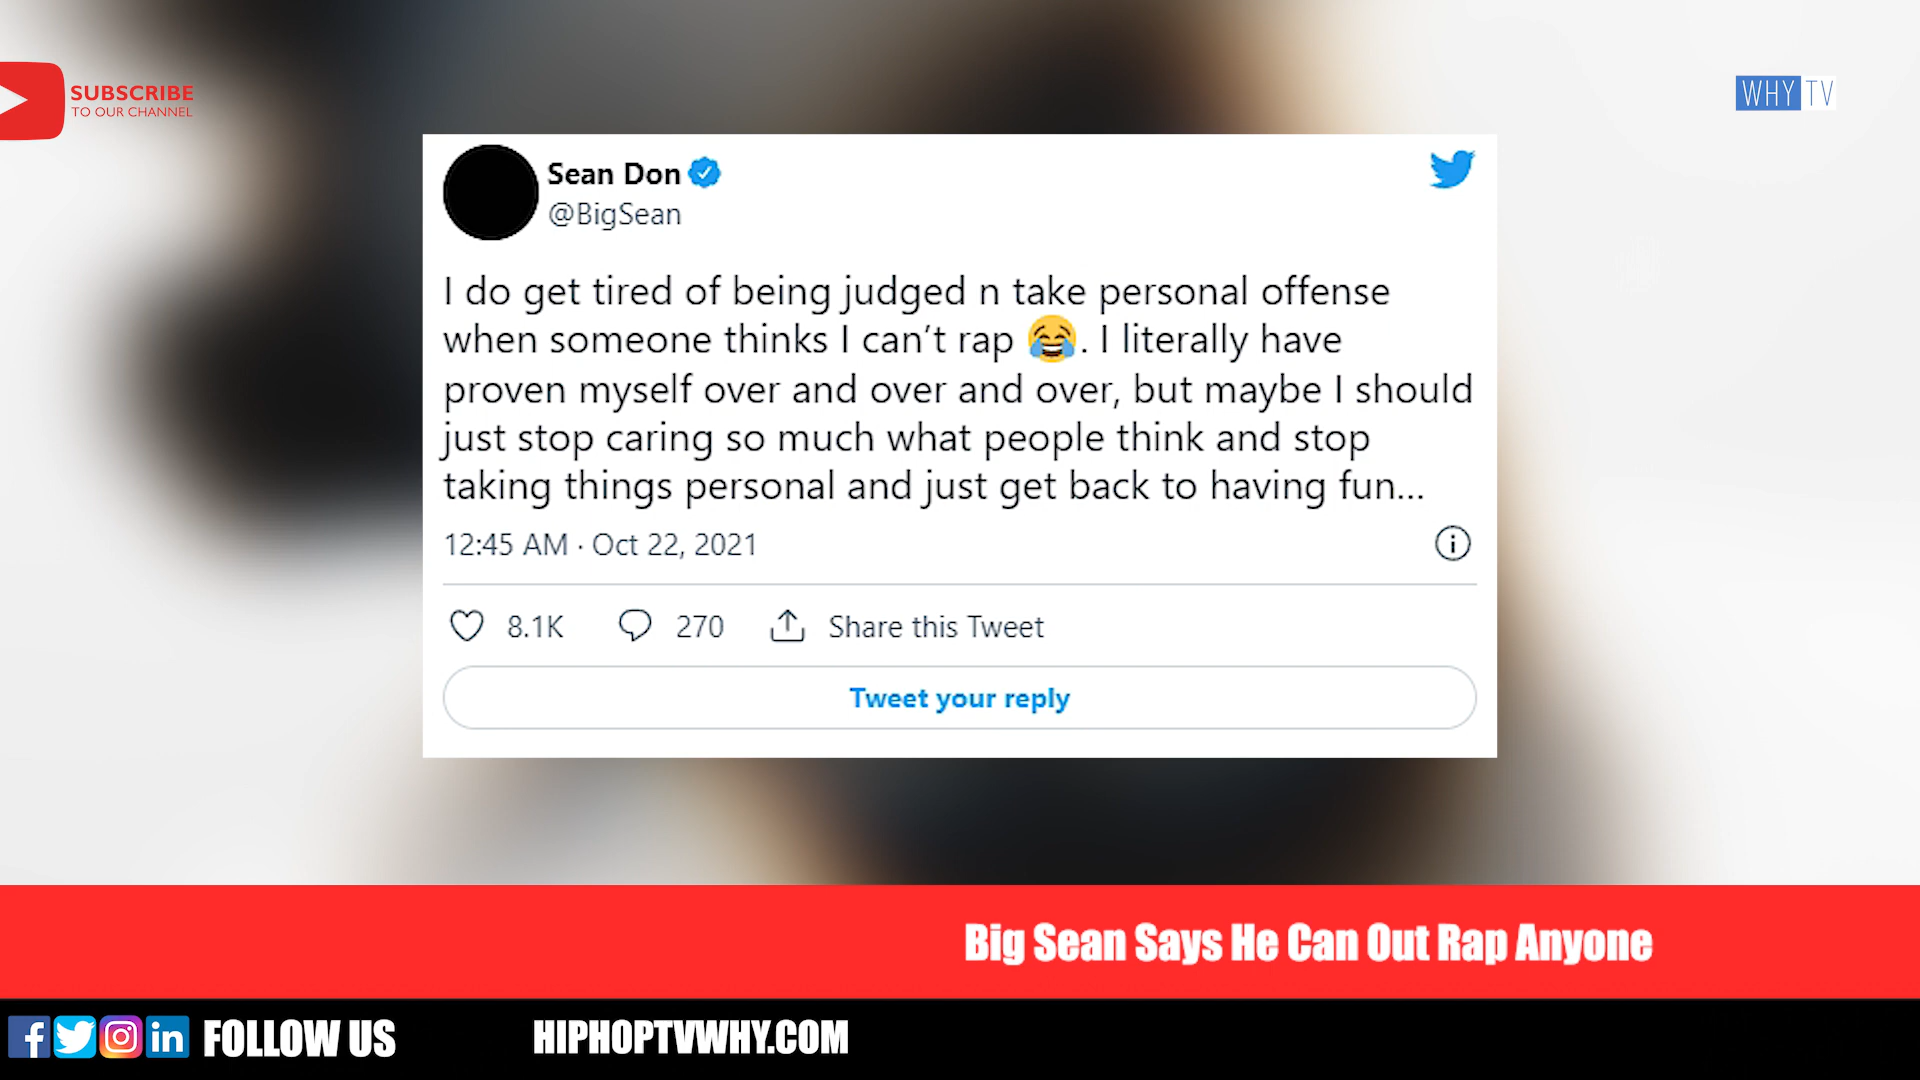 SUBSCRIBE
TO OUR CHANNEL
WHY TV
Sean Don
@BigSean
I do get tired of being judged n take personal offense
when someone thinks I can’t rap 😂. I literally have
proven myself over and over and over, but maybe I should
just stop caring so much what people think and stop
taking things personal and just get back to having fun...
12:45 AM · Oct 22, 2021
8.1K 270 Share this Tweet
Tweet your reply
Big Sean Says He Can Out Rap Anyone
FOLLOW US HIPHOPTVWHY.COM